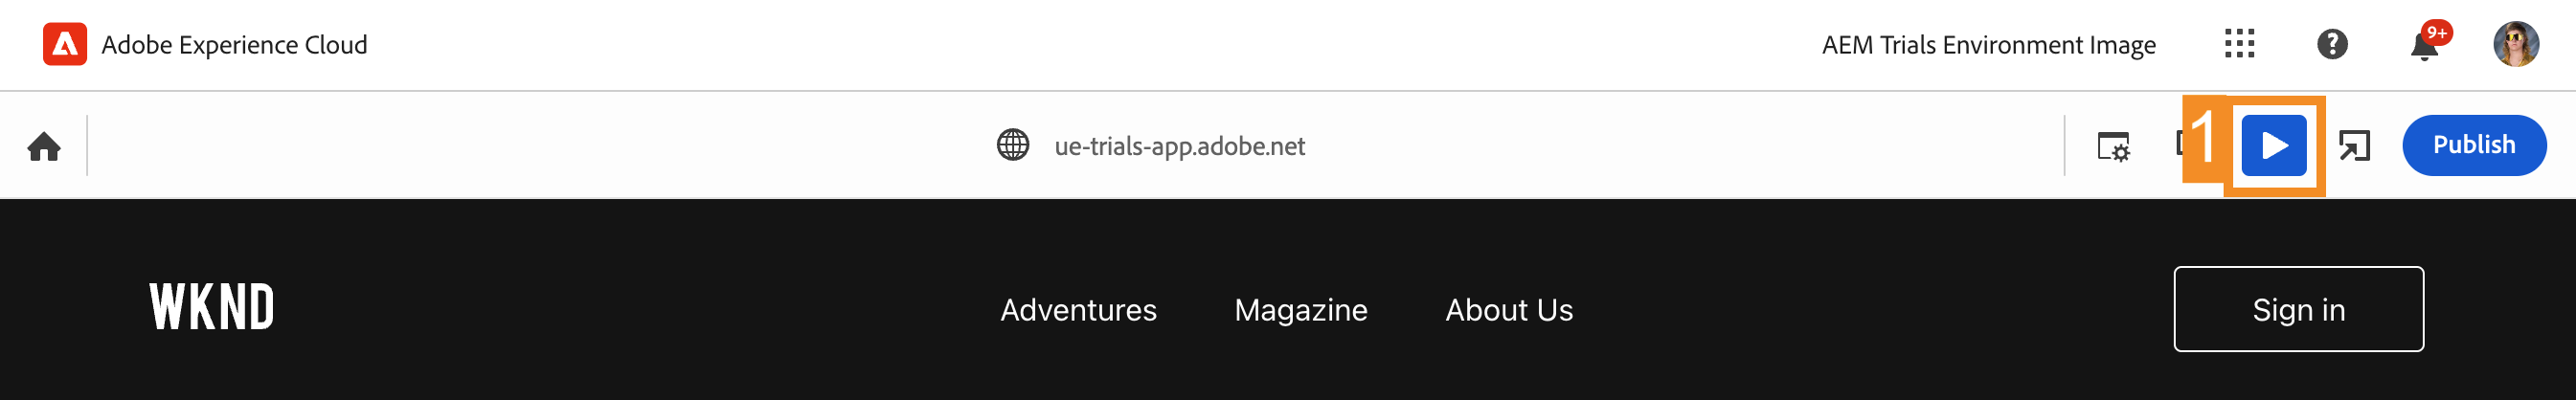 Adobe Experience Cloud
AEM Trials Environment Image
9+
ue-trials-app.adobe.net
1
Publish
WKND
Adventures
Magazine
About Us
Sign in